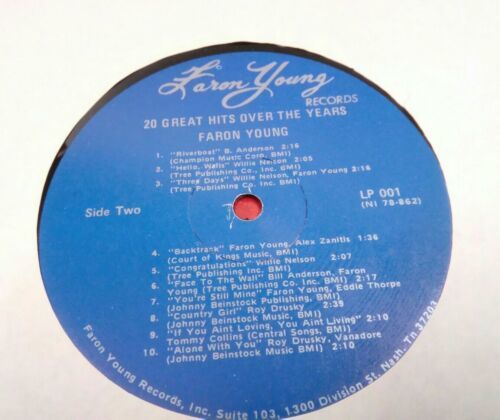 Faron Young
RECORDS
20 GREAT HITS OVER THE YEARS
FARON YOUNG
1. "Riverboat" B. Anderson 2:16
(Champion Music Corp. BMI)
2. "Hello, Walls" Willie Nelson 2:05
(Tree Publishing Co., Inc. BMI)
3. "Three Days" Willie Nelson, Faron Young 2:16
(Tree Publishing Co. Inc. BMI)
Side Two
LP 001
(NI 78-862)
4. "Backtrack" Faron Young, Alex Zanitis 1:36
(Court of Kings Music, BMI)
5. "Congratulations" Willie Nelson
(Tree Publishing Inc. BMI) 2:07
6. "Face To The Wall" Bill Anderson, Faron
Young (Tree Publishing Co. Inc. BMI) 2:17
7. "You're Still Mine" Faron Young, Eddie Thorpe
(Johnny Beinstock Publishing, BMI)
8. "Country Girl" Roy Drusky 2:39
(Johnny Beinstock Music, BMI)
9. "If You Aint Loving, You Aint Living"
Tommy Collins (Central Songs, BMI) 2:10
10. "Alone With You" Roy Drusky, Vanadore
(Johnny Beinstock Music BMI) 2:10
Faron Young Records, Inc. Suite 103, 1300 Division St. Nash, Tn 37203